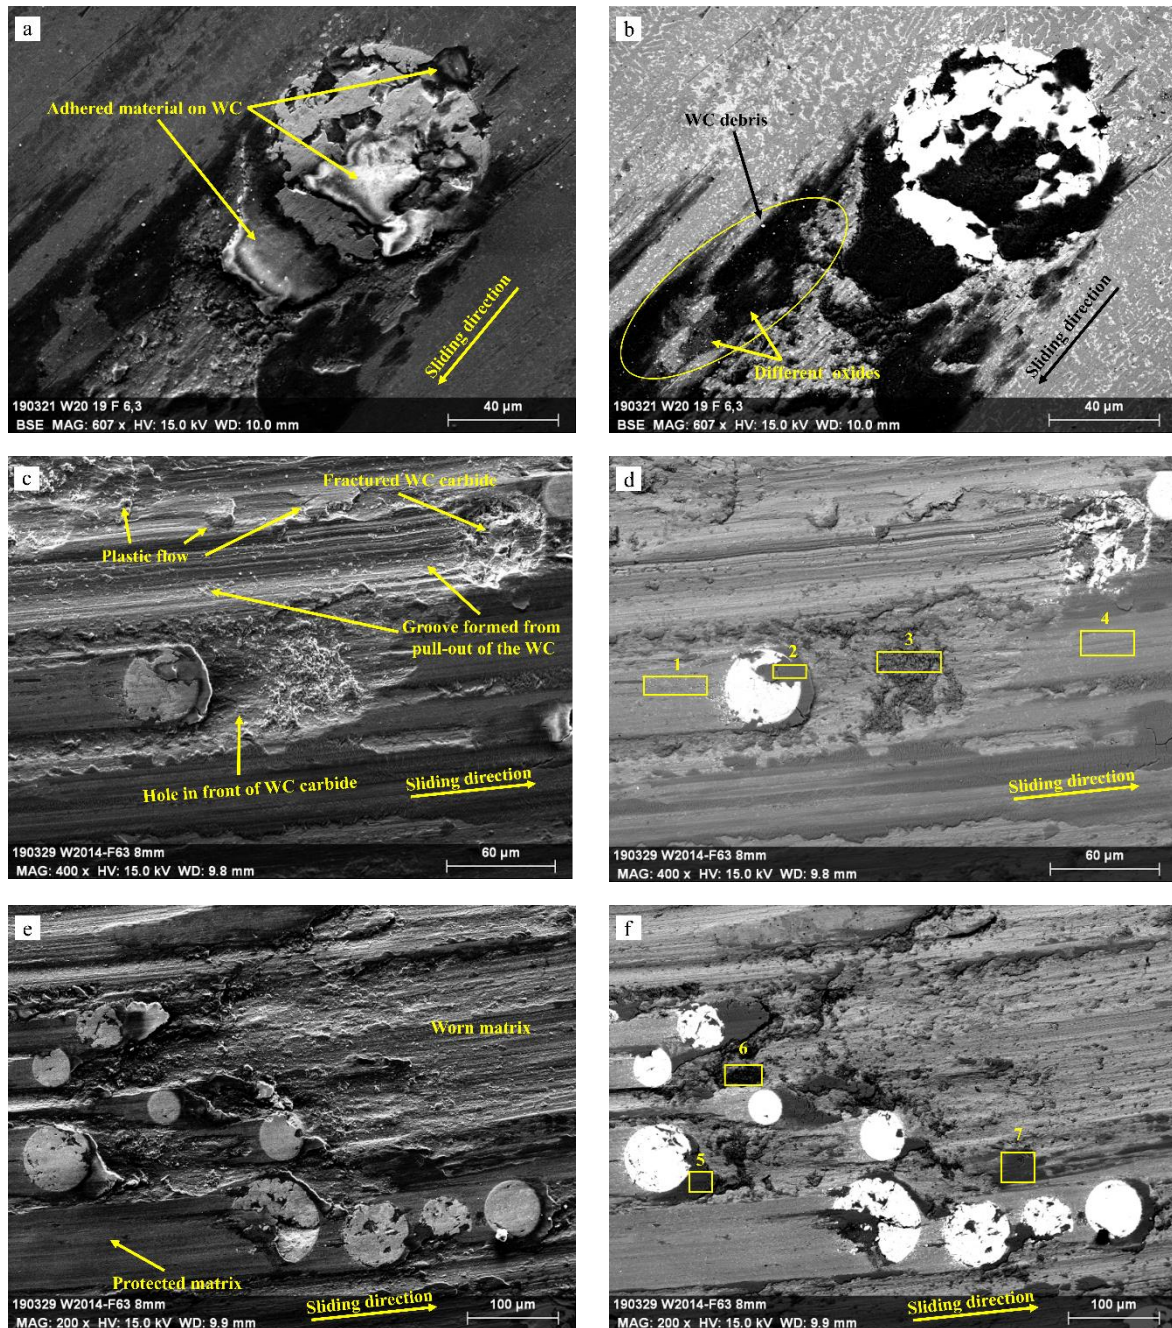 a
Adhered material on WC
Sliding direction
190321 W20 19 F 6,3
BSE MAG: 607 x HV: 15.0 kV WD: 10.0 mm
40 µm
b
WC debris
Different oxides
Sliding direction
190321 W20 19 F 6,3
BSE MAG: 607 x HV: 15.0 kV WD: 10.0 mm
40 µm
c
Fractured WC carbide
Plastic flow
Groove formed from
pull-out of the WC
Hole in front of WC carbide
Sliding direction
190329 W2014-F63 8mm
MAG: 400 x HV: 15.0 kV WD: 9.8 mm
60 µm
d
4
3
2
1
Sliding direction
190329 W2014-F63 8mm
MAG: 400 x HV: 15.0 kV WD: 9.8 mm
60 µm
e
Worn matrix
Protected matrix
Sliding direction
190329 W2014-F63 8mm
MAG: 200 x HV: 15.0 kV WD: 9.9 mm
100 µm
f
6
7
5
Sliding direction
190329 W2014-F63 8mm
MAG: 200 x HV: 15.0 kV WD: 9.9 mm
100 µm